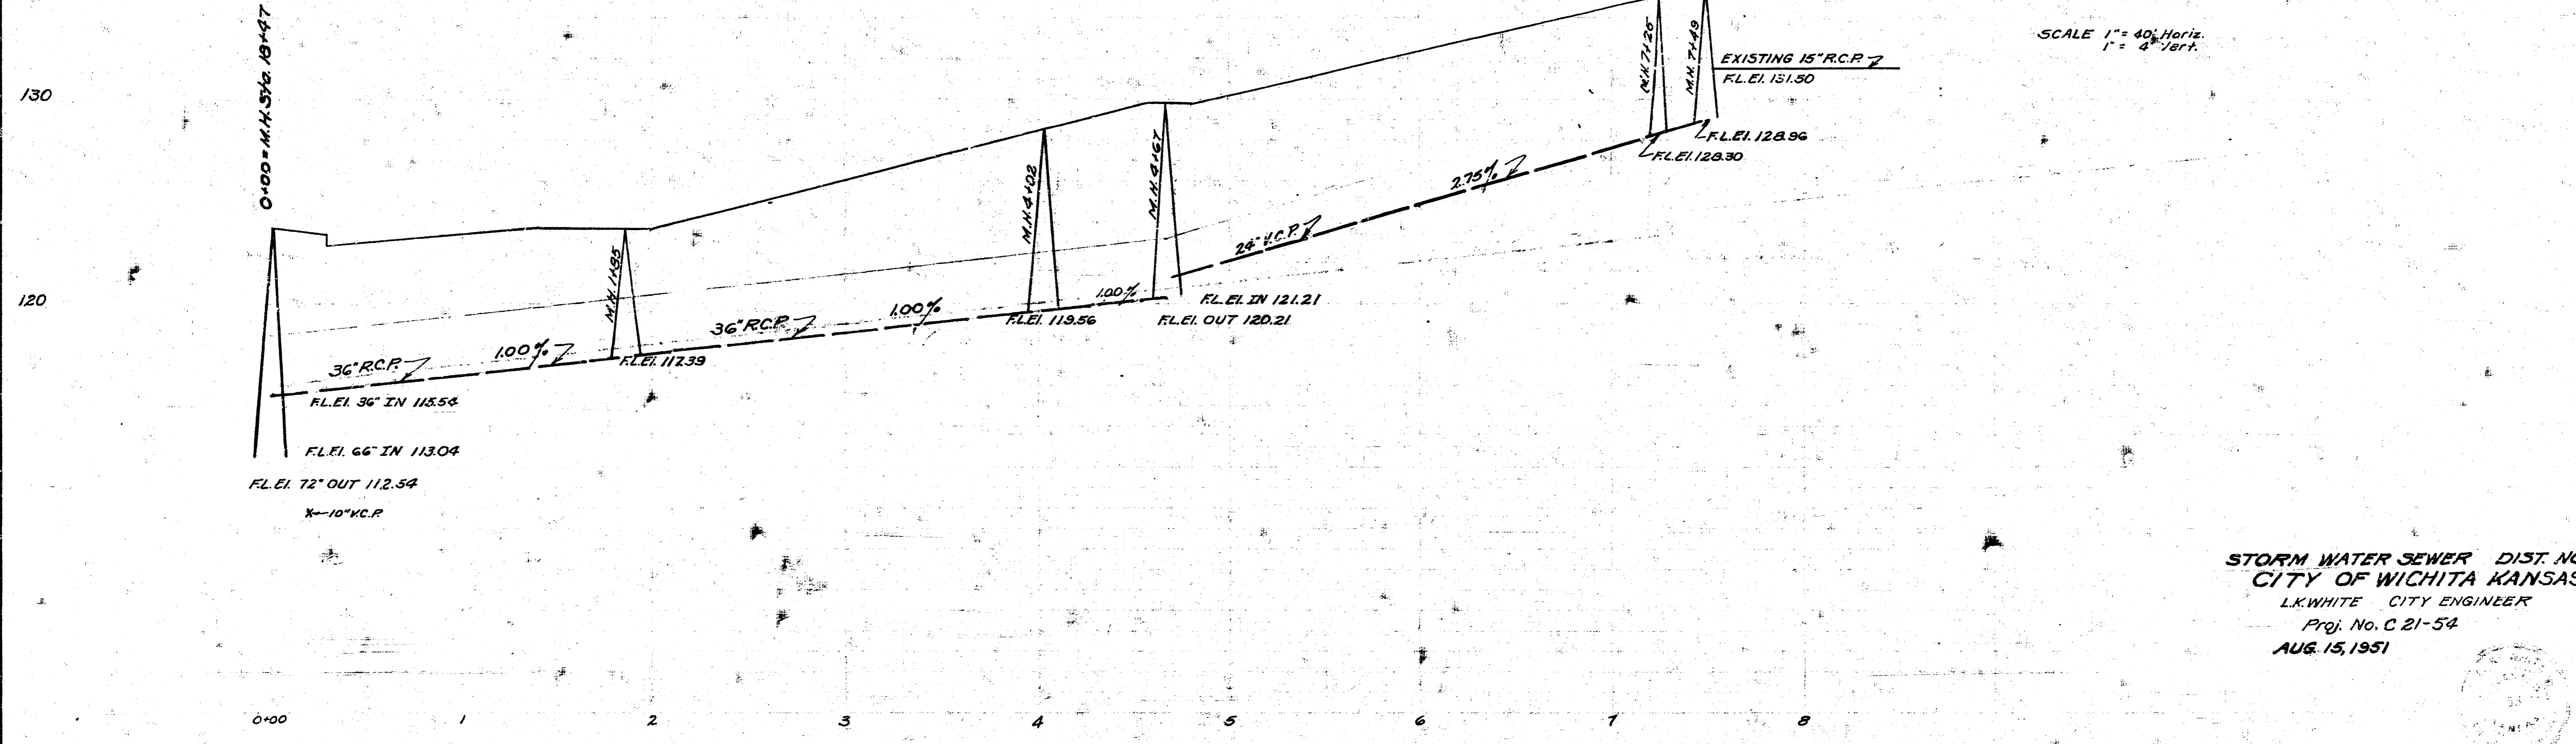 SCALE 1" = 40' Horiz.
1" = 4' Vert.
130
120
0+00 = M.H. Sta. 18+47
M.H. 1+85
M.H. 4+02
M.H. 4+67
M.H. 7+25
M.H. 7+49
EXISTING 15" R.C.P.
F.L. El. 131.50
F.L. El. 128.96
F.L. El. 128.30
2.75%
24" V.C.P.
F.L. El. IN 121.21
F.L. El. OUT 120.21
1.00%
F.L. El. 119.56
1.00%
36" R.C.P.
F.L. El. 117.39
1.00%
36" R.C.P.
F.L. El. 36" IN 115.54
F.L. El. 66" IN 113.04
F.L. El. 72" OUT 112.54
10" V.C.P.
STORM WATER SEWER DIST. NO
CITY OF WICHITA KANSAS
L.K. WHITE CITY ENGINEER
Proj. No. C 21-54
AUG. 15, 1951
0+00 1 2 3 4 5 6 7 8